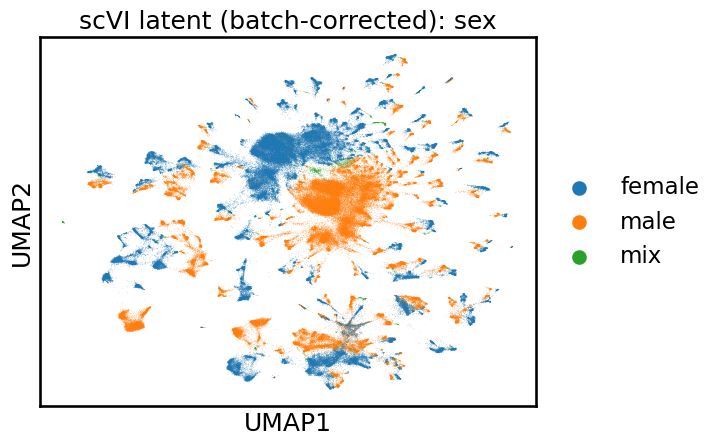 scVI latent (batch-corrected): sex
UMAP2
female
male
mix
UMAP1